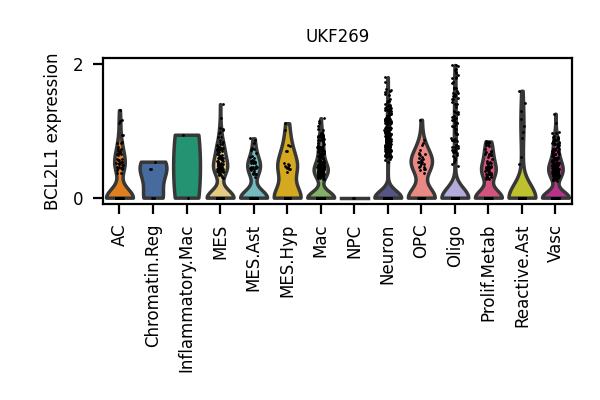 UKF269
BCL2L1 expression
2
0
AC
Chromatin.Reg
Inflammatory.Mac
MES
MES.Ast
MES.Hyp
Mac
NPC
Neuron
OPC
Oligo
Prolif.Metab
Reactive.Ast
Vasc